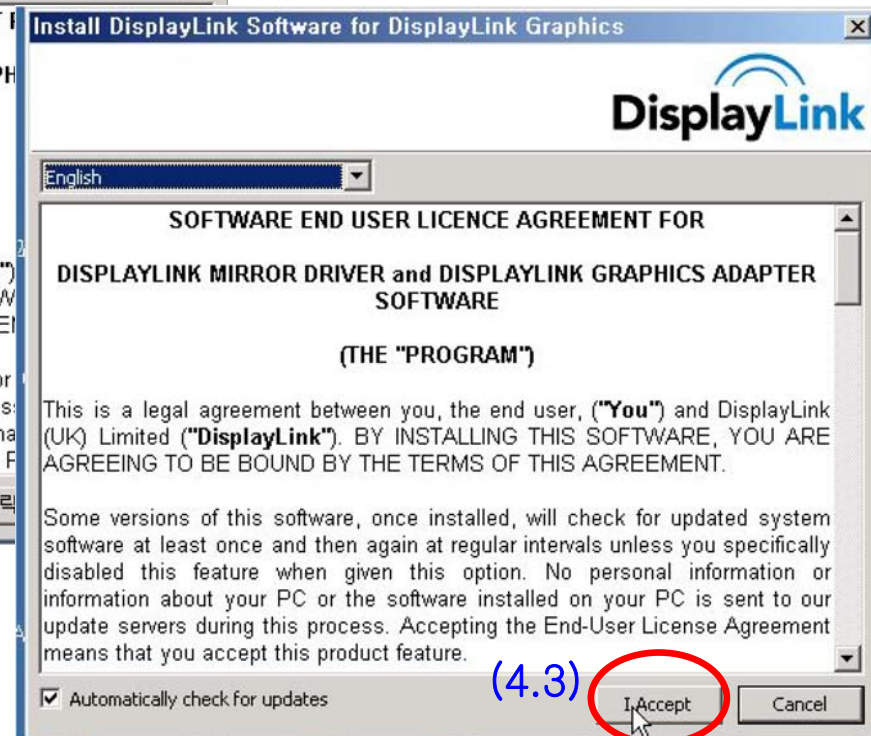 Install DisplayLink Software for DisplayLink Graphics
DisplayLink
English
SOFTWARE END USER LICENCE AGREEMENT FOR
DISPLAYLINK MIRROR DRIVER and DISPLAYLINK GRAPHICS ADAPTER
SOFTWARE
(THE "PROGRAM")
This is a legal agreement between you, the end user, ("You") and DisplayLink
(UK) Limited ("DisplayLink"). BY INSTALLING THIS SOFTWARE, YOU ARE
AGREEING TO BE BOUND BY THE TERMS OF THIS AGREEMENT.
Some versions of this software, once installed, will check for updated system
software at least once and then again at regular intervals unless you specifically
disabled this feature when given this option. No personal information or
information about your PC or the software installed on your PC is sent to our
update servers during this process. Accepting the End-User License Agreement
means that you accept this product feature.
(4.3)
Automatically check for updates
I Accept
Cancel